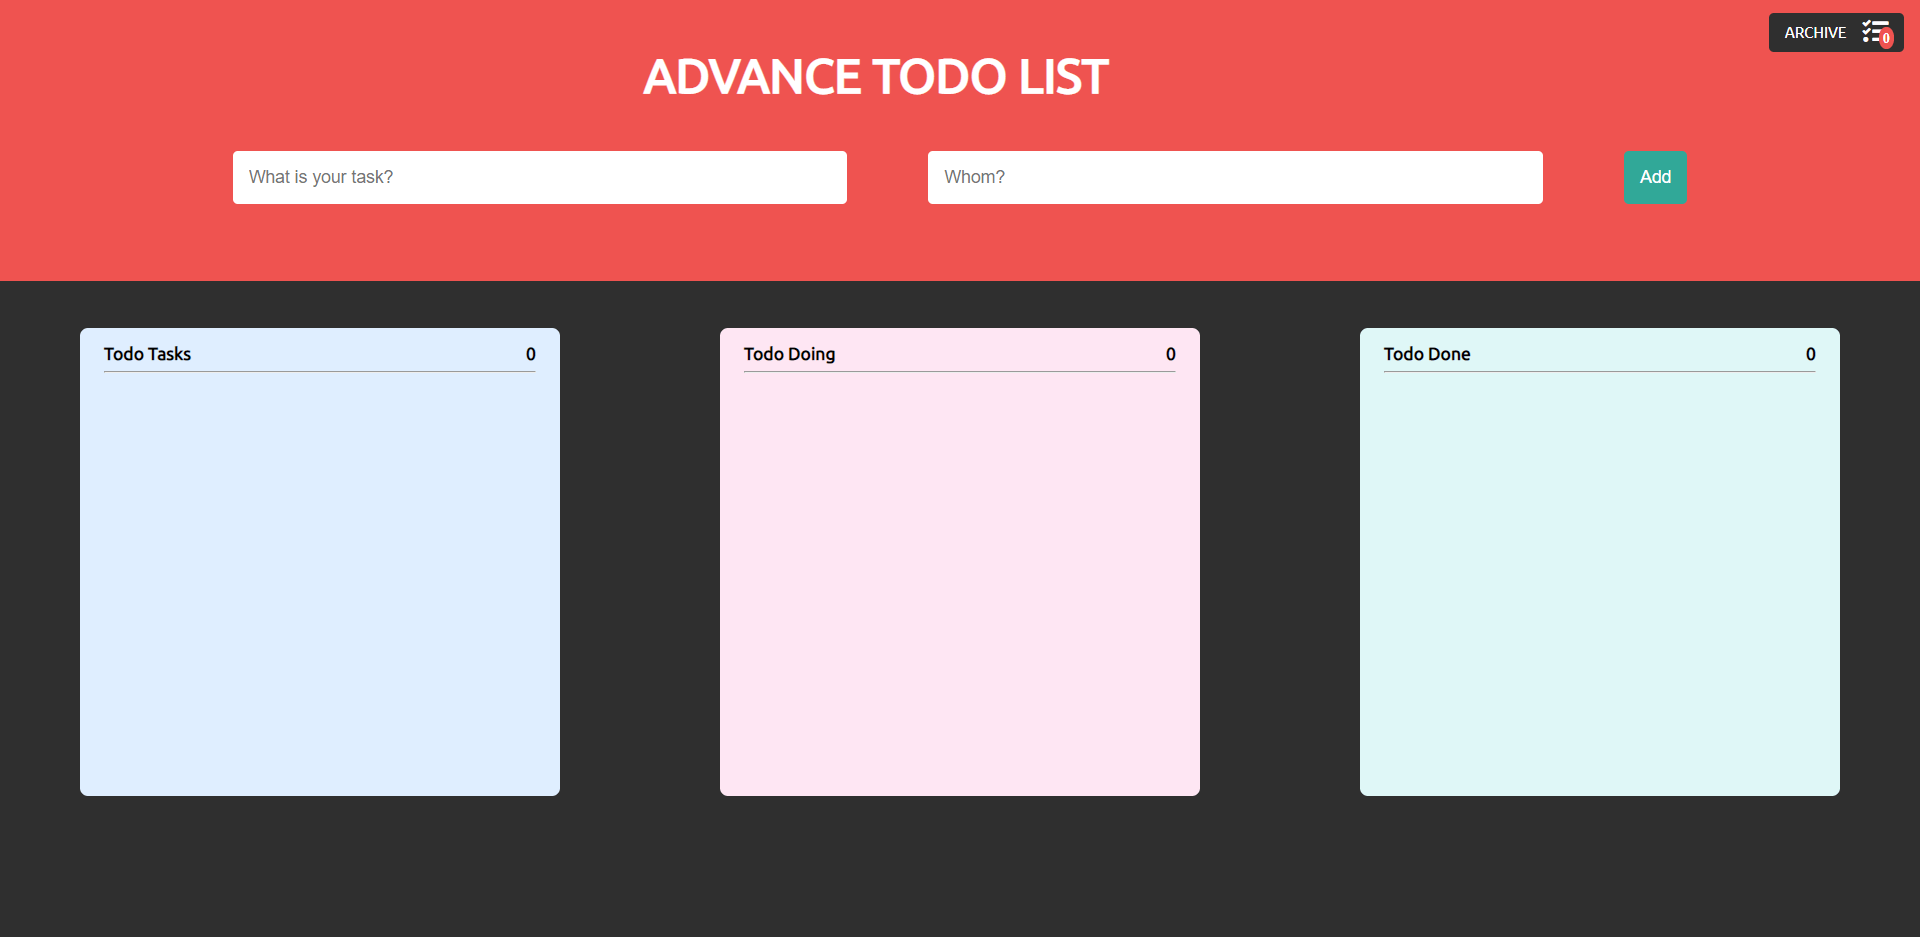 ARCHIVE 0
ADVANCE TODO LIST
What is your task? Whom? Add
Todo Tasks 0
Todo Doing 0
Todo Done 0